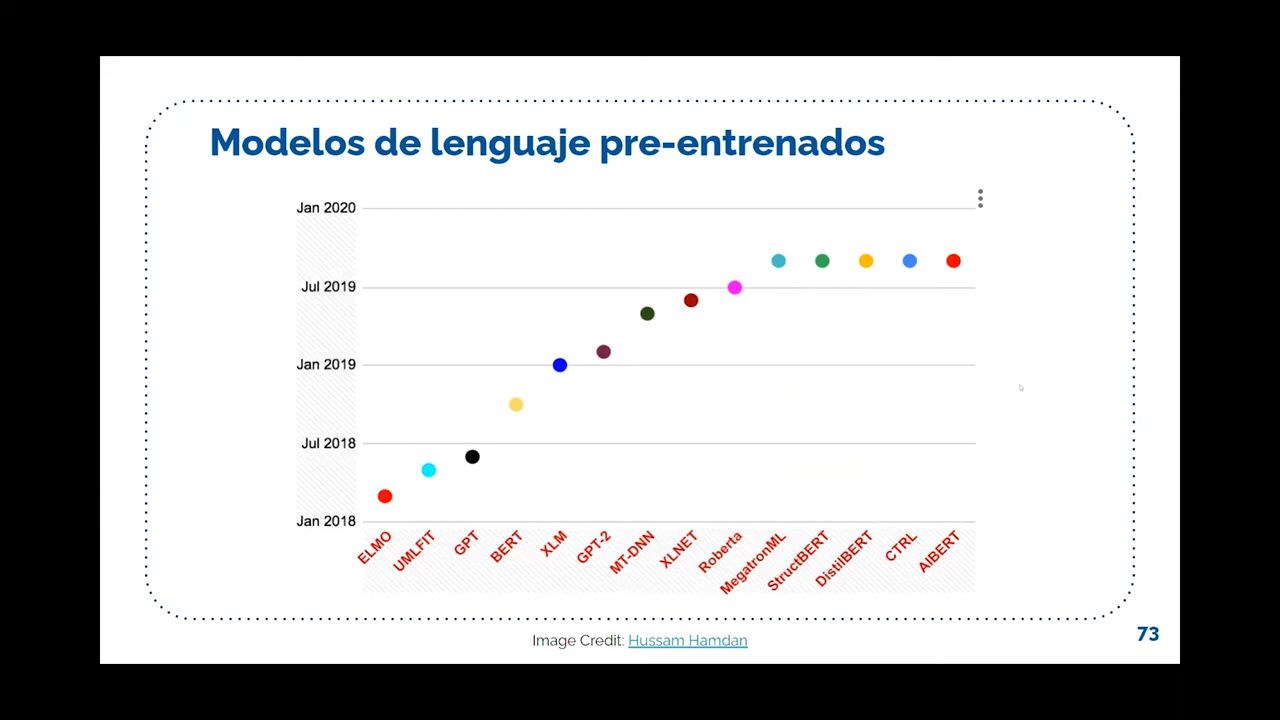 Modelos de lenguaje pre-entrenados
Jan 2020
Jul 2019
Jan 2019
Jul 2018
Jan 2018
ELMO
UMLFIT
GPT
BERT
XLM
GPT-2
MT-DNN
XLNET
Roberta
MegatronML
StructBERT
DistilBERT
CTRL
AlBERT
Image Credit: Hussam Hamdan
73